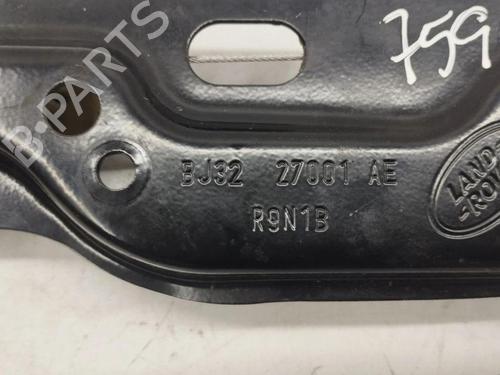 759
B-PARTS
BJ32 27001 AE
LAND-
-ROVER
R9N1B